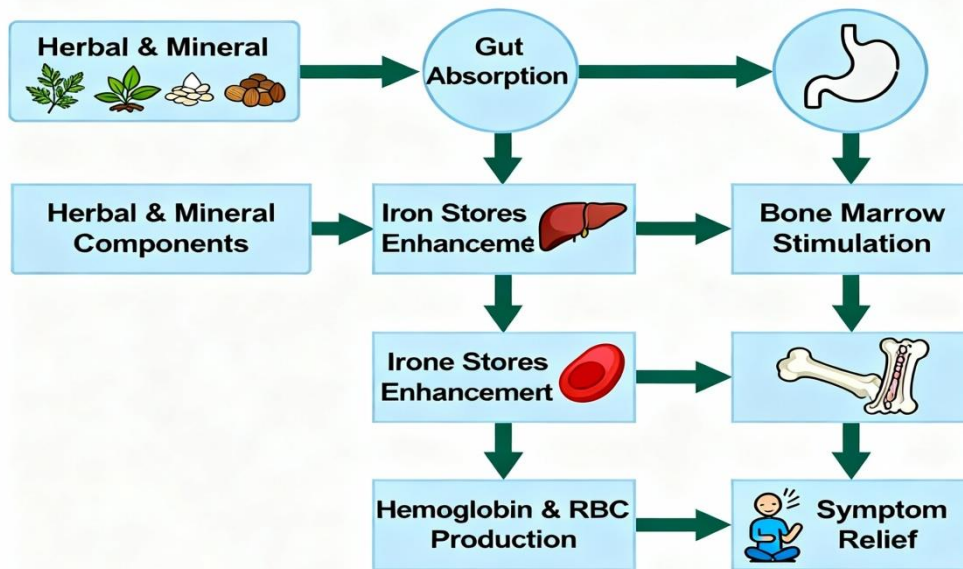 Herbal & Mineral
Gut
Absorption
Herbal & Mineral
Components
Iron Stores
Enhanceme
Bone Marrow
Stimulation
Irone Stores
Enhancemert
Hemoglobin & RBC
Production
Symptom
Relief